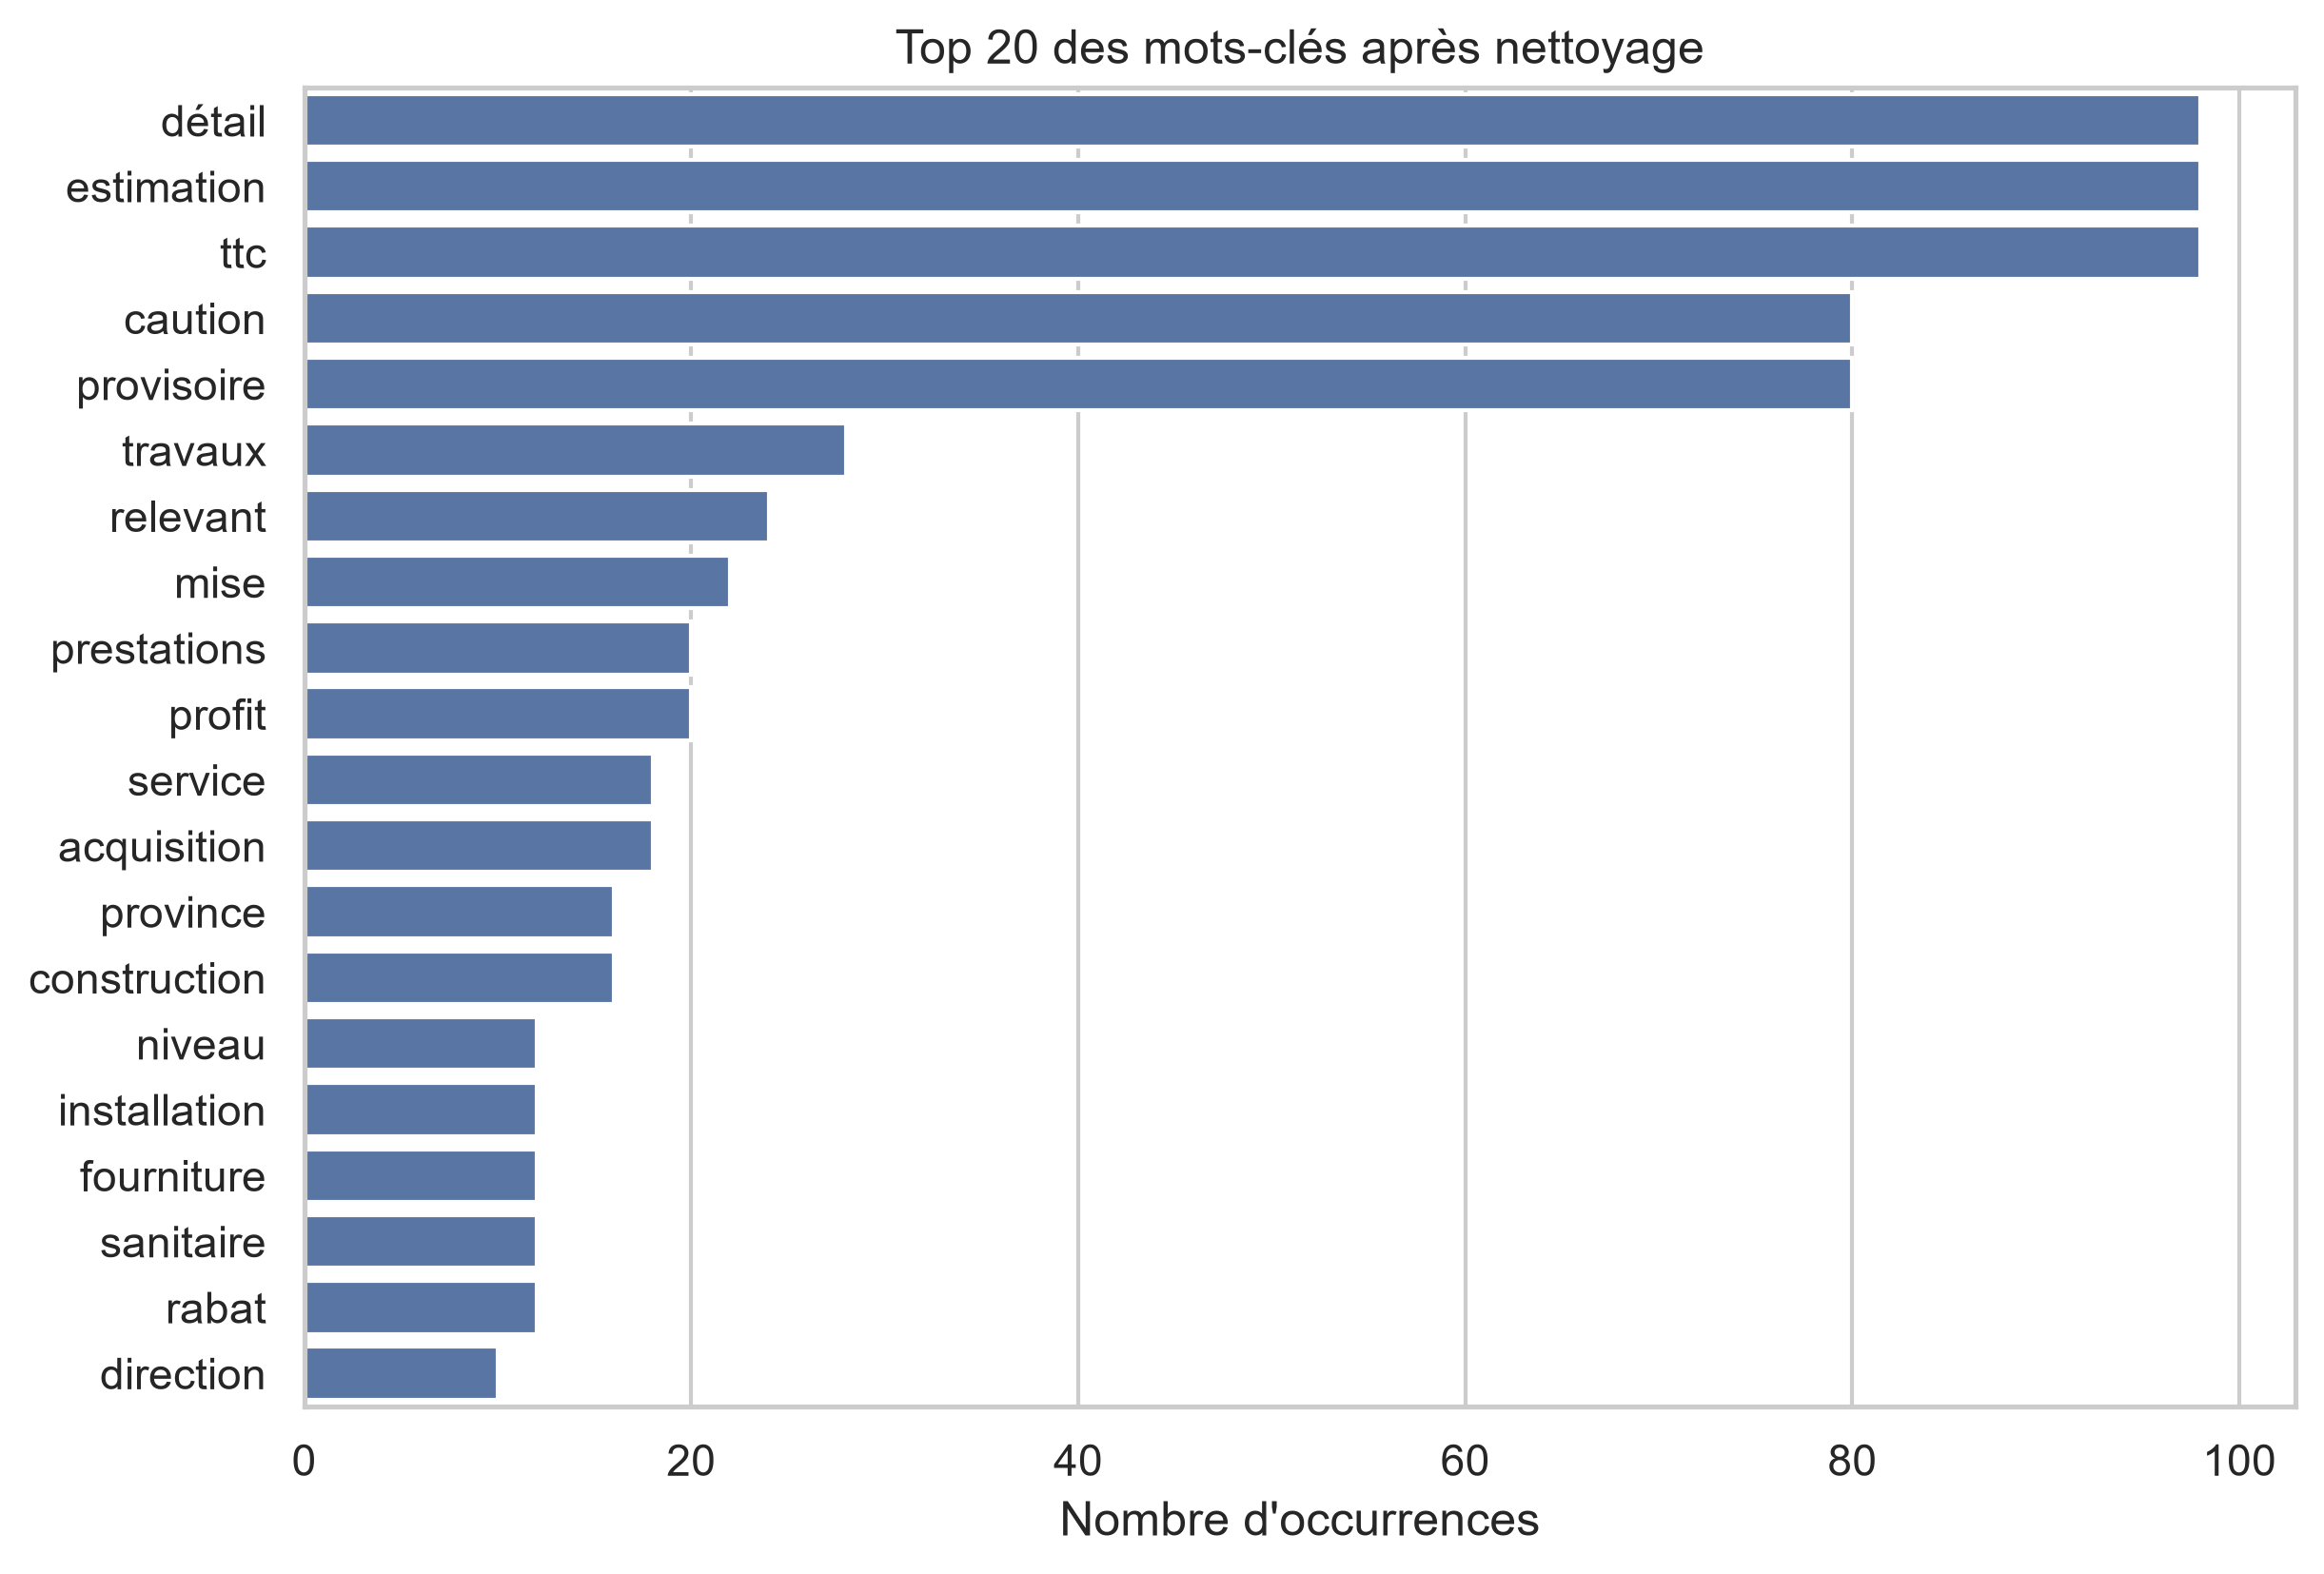 Top 20 des mots-clés après nettoyage
détail
estimation
ttc
caution
provisoire
travaux
relevant
mise
prestations
profit
service
acquisition
province
construction
niveau
installation
fourniture
sanitaire
rabat
direction
0 20 40 60 80 100
Nombre d'occurrences